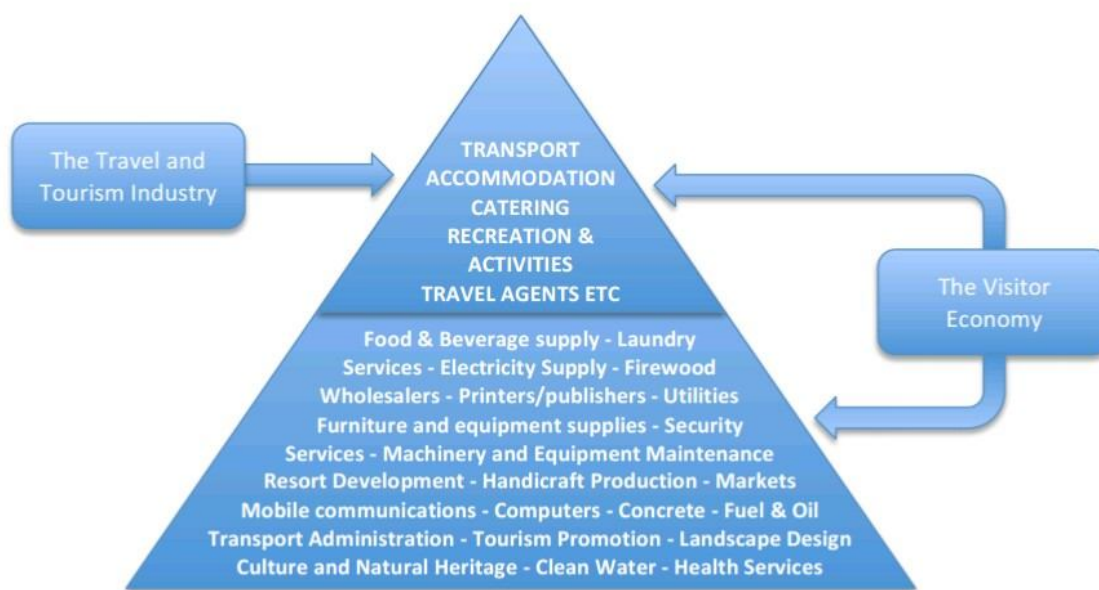 The Travel and
Tourism Industry
TRANSPORT
ACCOMMODATION
CATERING
RECREATION &
ACTIVITIES
TRAVEL AGENTS ETC
The Visitor
Economy
Food & Beverage supply - Laundry
Services - Electricity Supply - Firewood
Wholesalers - Printers/publishers - Utilities
Furniture and equipment supplies - Security
Services - Machinery and Equipment Maintenance
Resort Development - Handicraft Production - Markets
Mobile communications - Computers - Concrete - Fuel & Oil
Transport Administration - Tourism Promotion - Landscape Design
Culture and Natural Heritage - Clean Water - Health Services